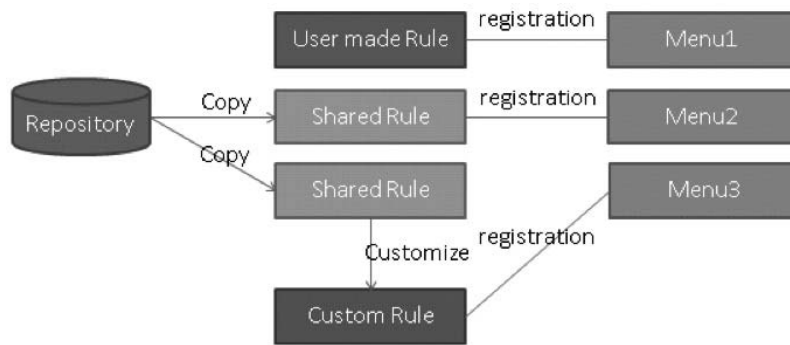 User made Rule
registration
Menu1
Repository
Copy
Shared Rule
registration
Menu2
Copy
Shared Rule
Menu3
Customize
registration
Custom Rule